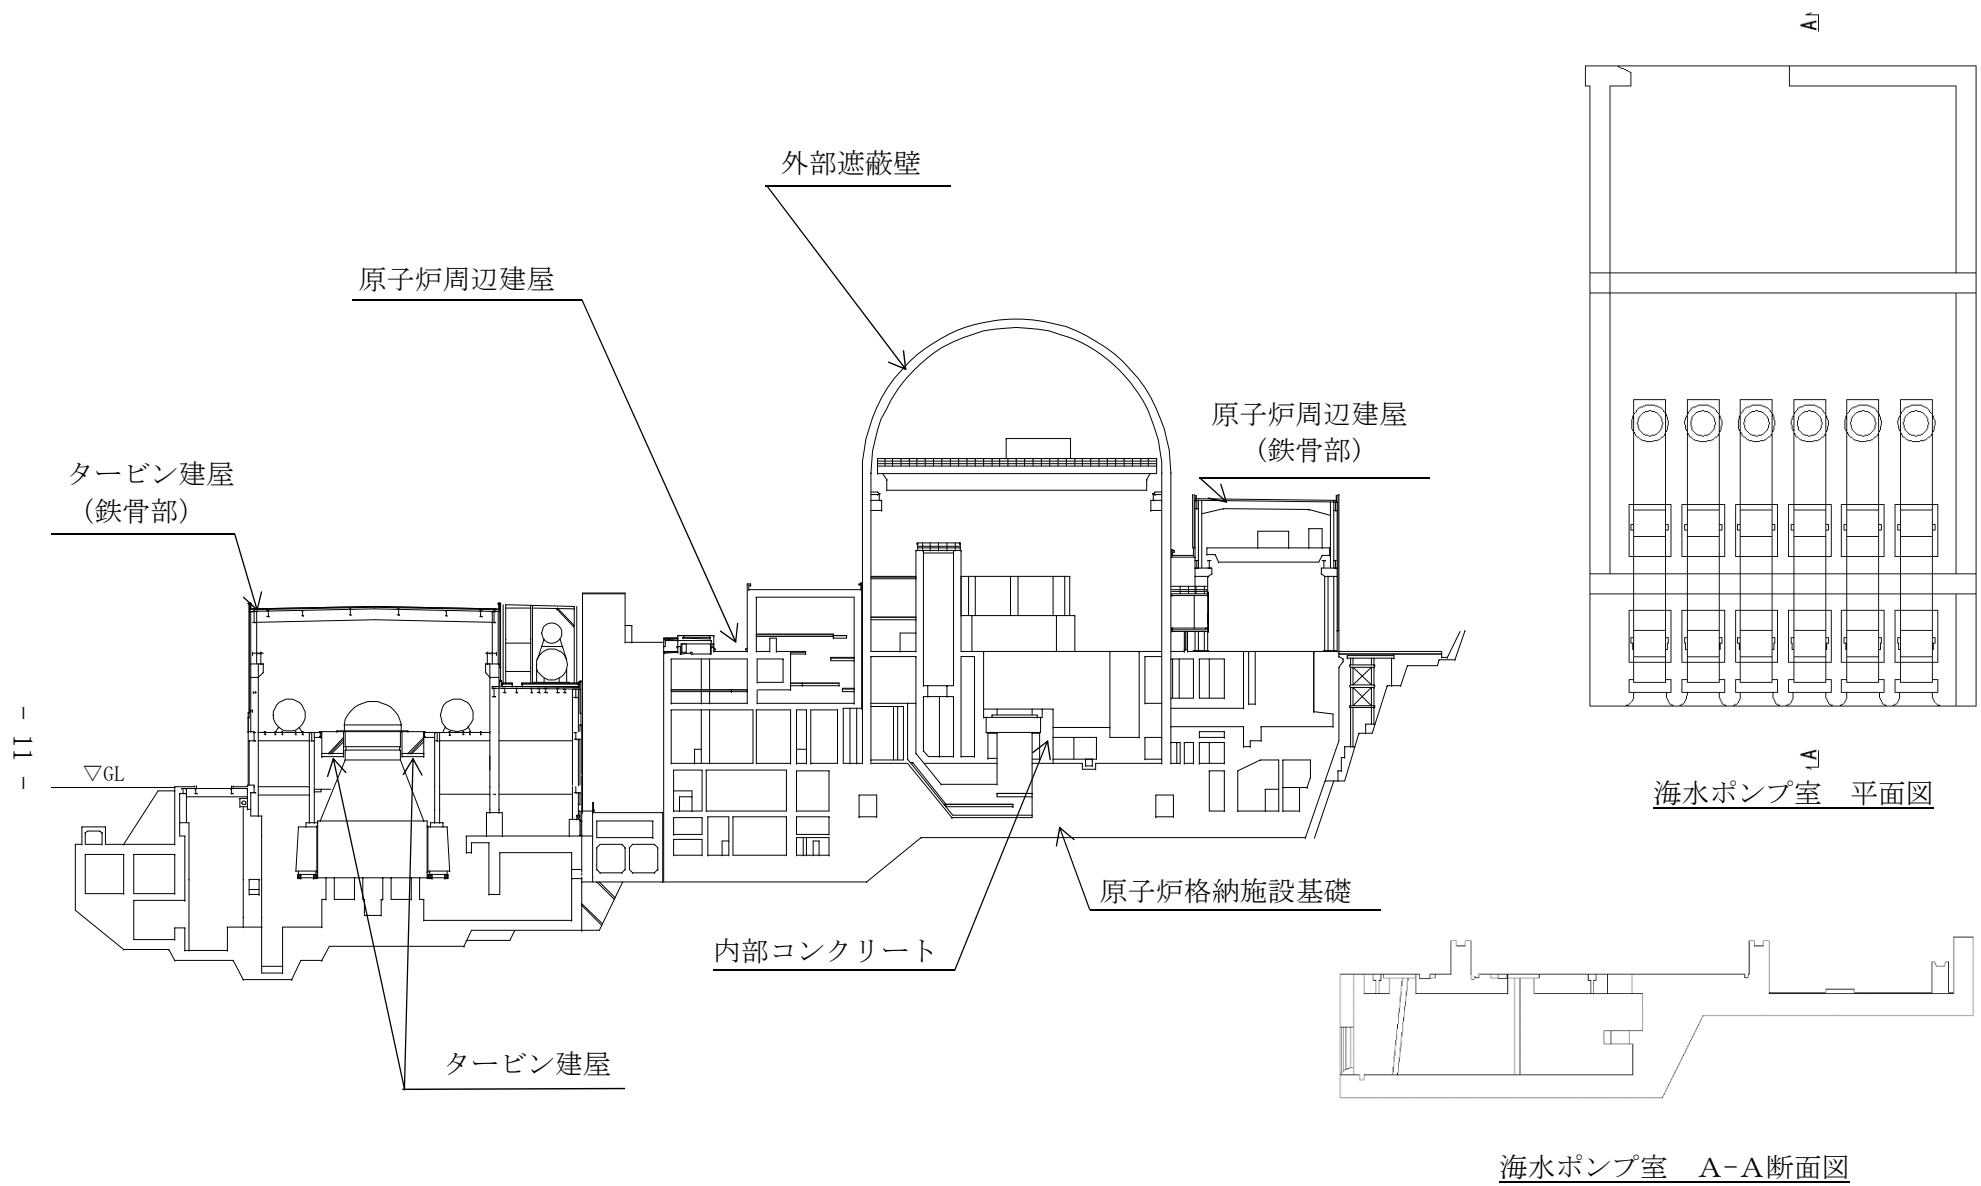 A
外部遮蔽壁
原子炉周辺建屋
原子炉周辺建屋
（鉄骨部）
タービン建屋
（鉄骨部）
- 11 -
▽GL
A
海水ポンプ室　平面図
原子炉格納施設基礎
内部コンクリート
タービン建屋
海水ポンプ室　A-A断面図